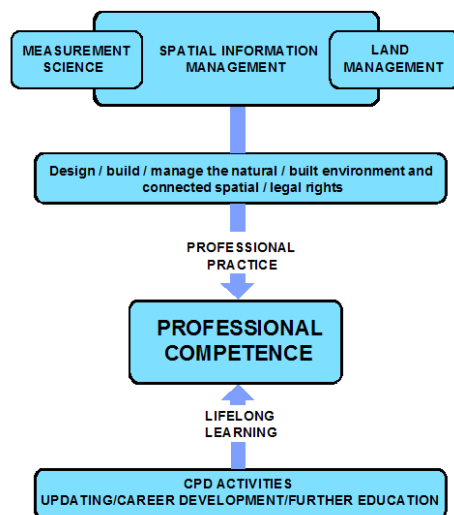 MEASUREMENT
SCIENCE
SPATIAL INFORMATION
MANAGEMENT
LAND
MANAGEMENT
Design / build / manage the natural / built environment and
connected spatial / legal rights
PROFESSIONAL
PRACTICE
PROFESSIONAL
COMPETENCE
LIFELONG
LEARNING
CPD ACTIVITIES
UPDATING/CAREER DEVELOPMENT/FURTHER EDUCATION